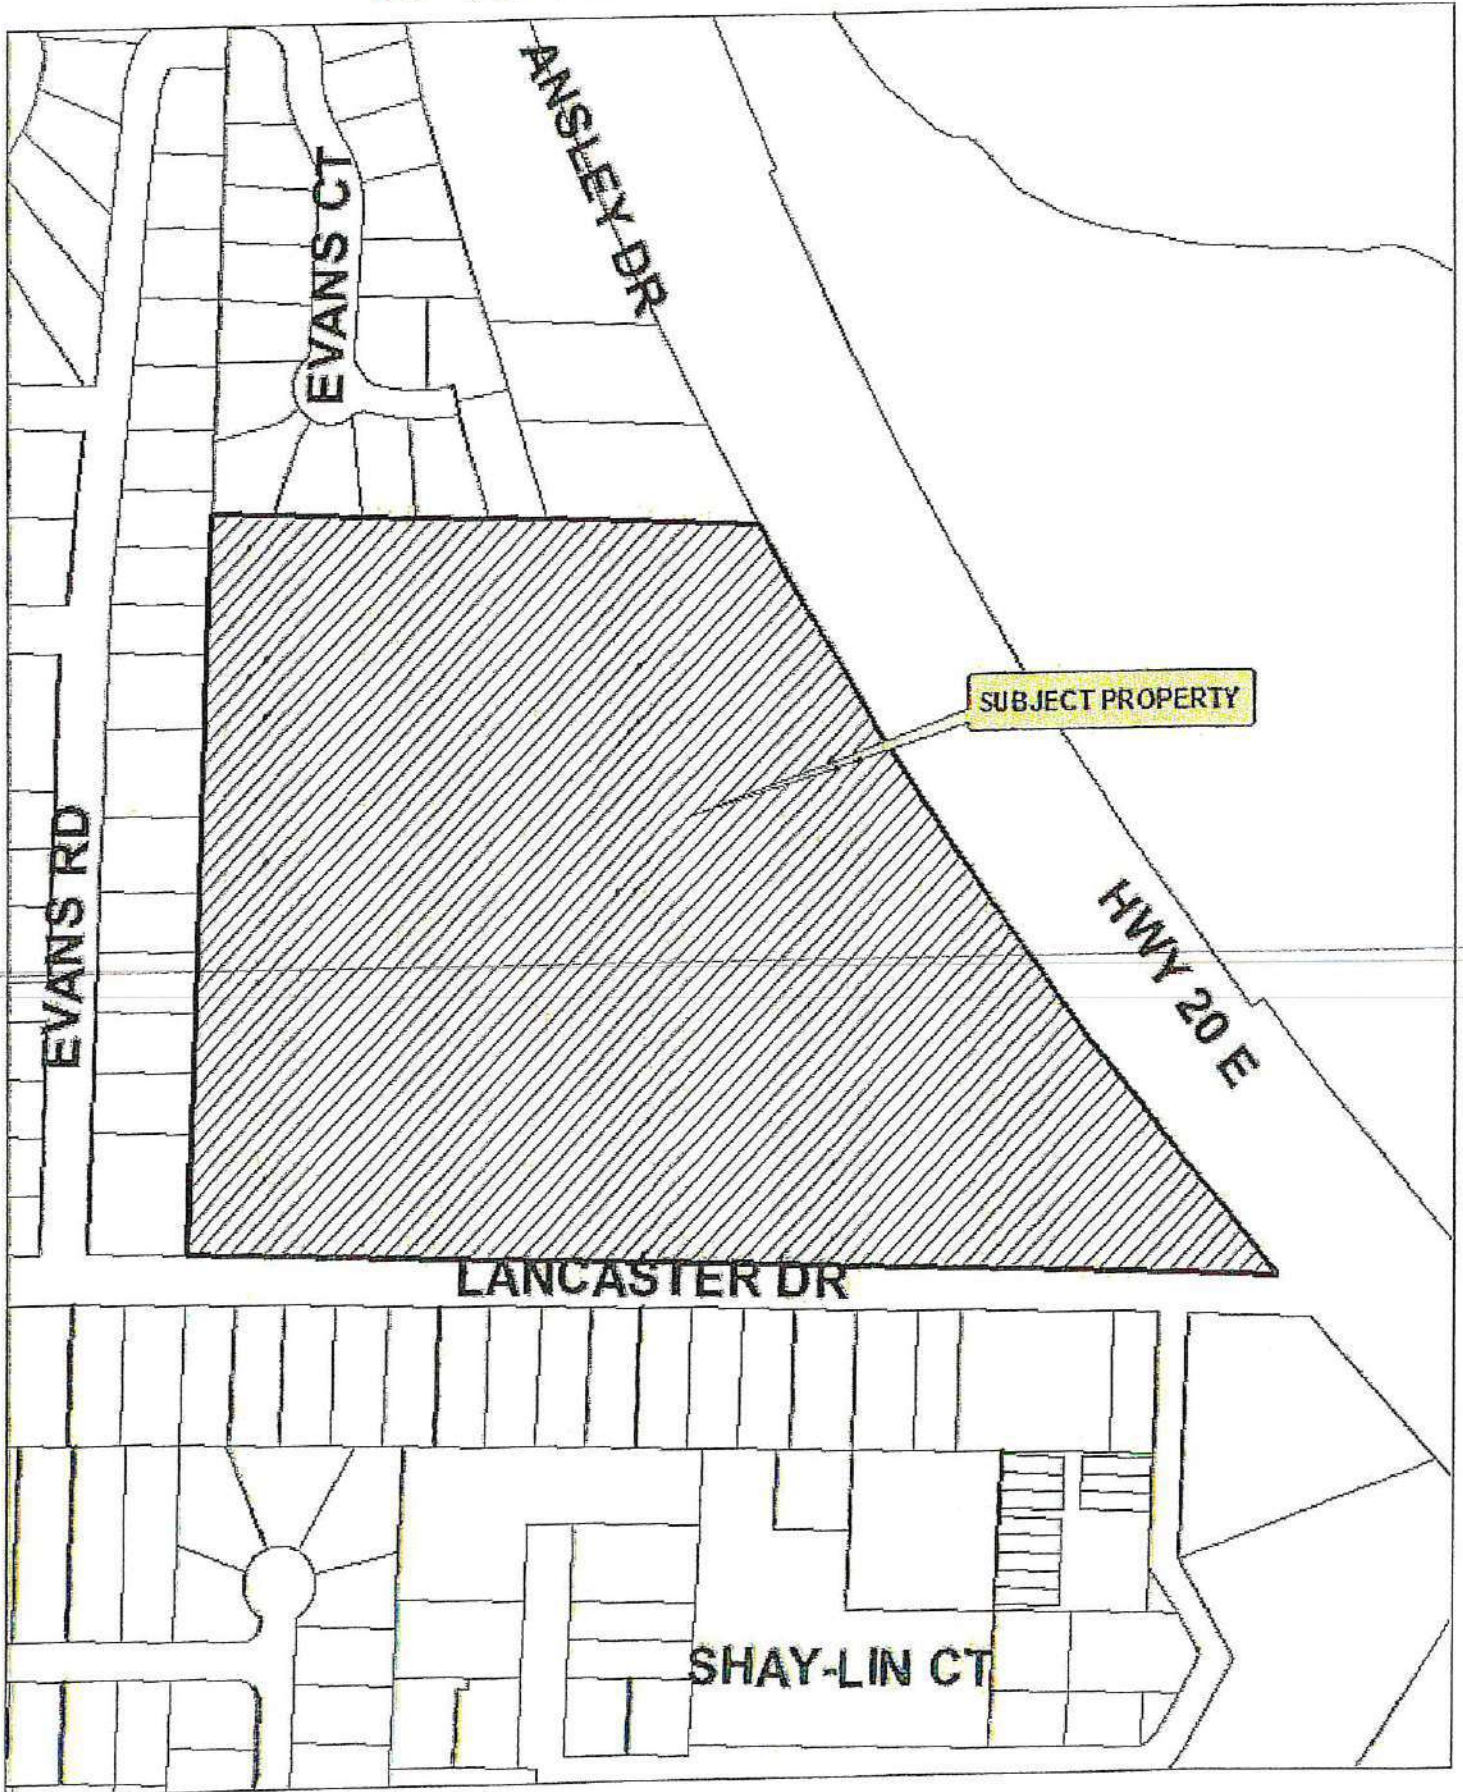 ANSLEY DR
EVANS CT
SUBJECT PROPERTY
EVANS RD
HWY 20 E
LANCASTER DR
SHAY-LIN CT